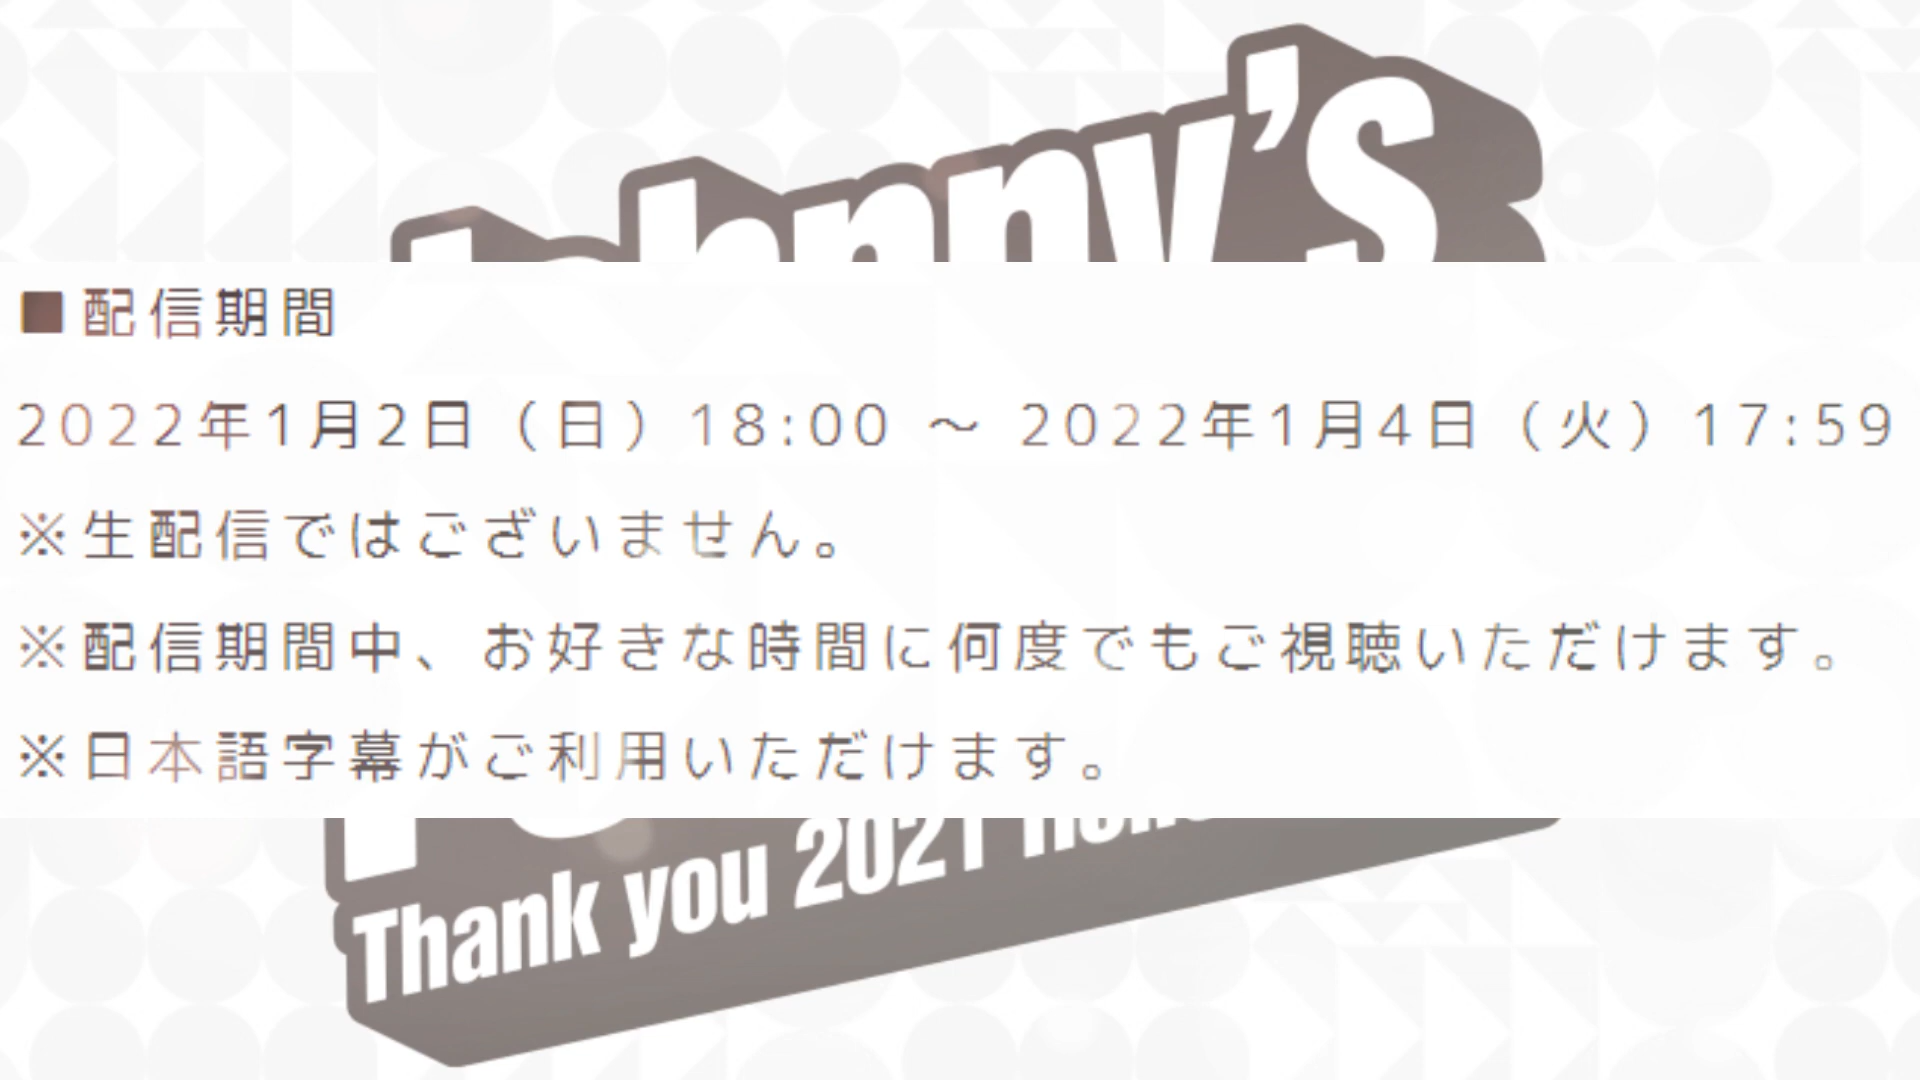 Johnny's
■配信期間
2022年1月2日（日）18:00 ～ 2022年1月4日（火）17:59
※生配信ではございません。
※配信期間中、お好きな時間に何度でもご視聴いただけます。
※日本語字幕がご利用いただけます。
Thank you 2021